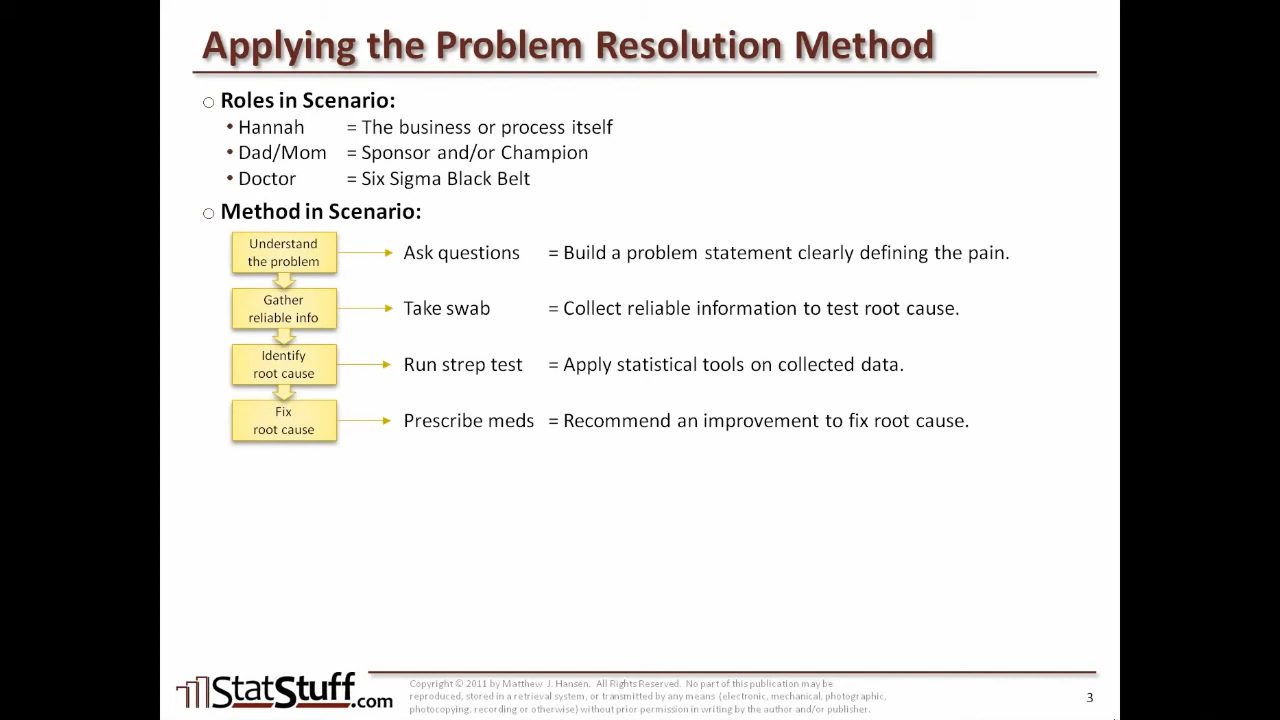 Applying the Problem Resolution Method
○ Roles in Scenario:
• Hannah = The business or process itself
• Dad/Mom = Sponsor and/or Champion
• Doctor = Six Sigma Black Belt
○ Method in Scenario:
Understand
the problem
Ask questions = Build a problem statement clearly defining the pain.
Gather
reliable info
Take swab = Collect reliable information to test root cause.
Identify
root cause
Run strep test = Apply statistical tools on collected data.
Fix
root cause
Prescribe meds = Recommend an improvement to fix root cause.
StatStuff.com
Copyright © 2011 by Matthew J. Hansen. All Rights Reserved. No part of this publication may be
reproduced, stored in a retrieval system, or transmitted by any means (electronic, mechanical, photographic,
photocopying, recording or otherwise) without prior permission in writing by the author and/or publisher.
3